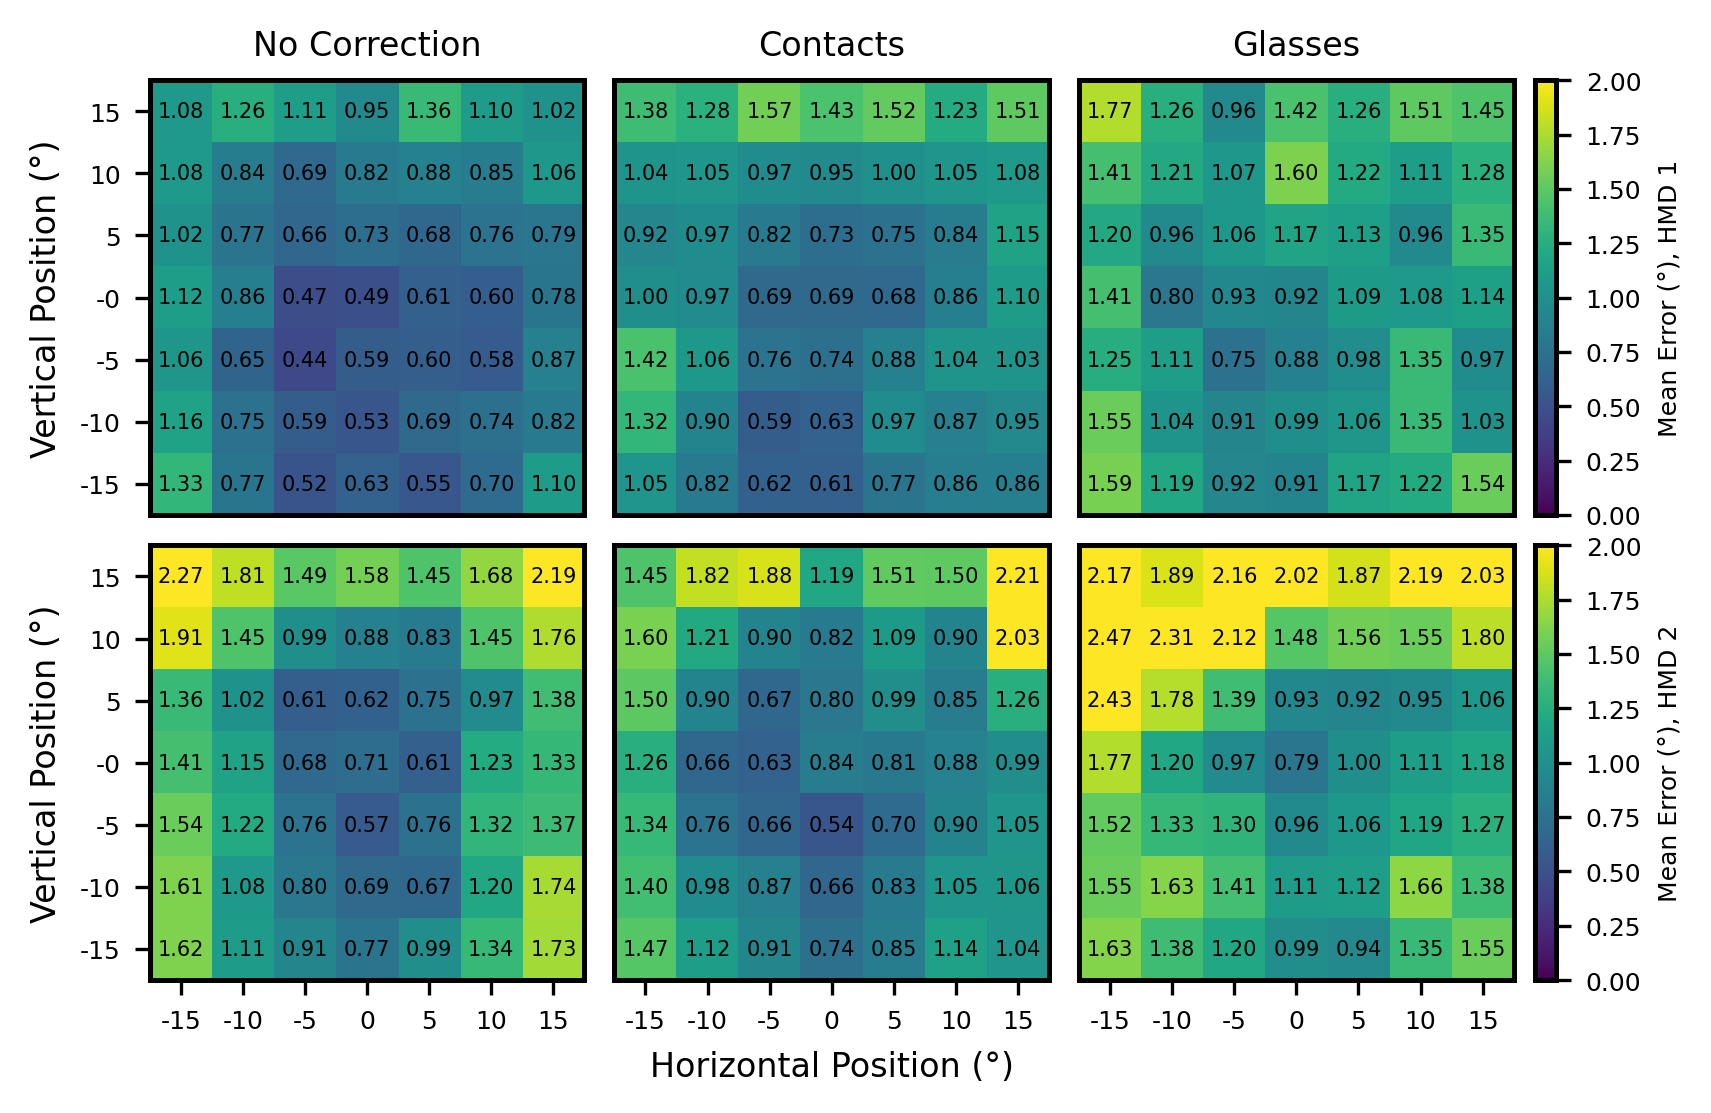 No Correction Contacts Glasses
15 1.08 1.26 1.11 0.95 1.36 1.10 1.02 1.38 1.28 1.57 1.43 1.52 1.23 1.51 1.77 1.26 0.96 1.42 1.26 1.51 1.45
10 1.08 0.84 0.69 0.82 0.88 0.85 1.06 1.04 1.05 0.97 0.95 1.00 1.05 1.08 1.41 1.21 1.07 1.60 1.22 1.11 1.28
5 1.02 0.77 0.66 0.73 0.68 0.76 0.79 0.92 0.97 0.82 0.73 0.75 0.84 1.15 1.20 0.96 1.06 1.17 1.13 0.96 1.35
-0 1.12 0.86 0.47 0.49 0.61 0.60 0.78 1.00 0.97 0.69 0.69 0.68 0.86 1.10 1.41 0.80 0.93 0.92 1.09 1.08 1.14
-5 1.06 0.65 0.44 0.59 0.60 0.58 0.87 1.42 1.06 0.76 0.74 0.88 1.04 1.03 1.25 1.11 0.75 0.88 0.98 1.35 0.97
-10 1.16 0.75 0.59 0.53 0.69 0.74 0.82 1.32 0.90 0.59 0.63 0.97 0.87 0.95 1.55 1.04 0.91 0.99 1.06 1.35 1.03
-15 1.33 0.77 0.52 0.63 0.55 0.70 1.10 1.05 0.82 0.62 0.61 0.77 0.86 0.86 1.59 1.19 0.92 0.91 1.17 1.22 1.54
Vertical Position (°)
2.00
1.75
1.50
1.25
1.00
0.75
0.50
0.25
0.00
Mean Error (°), HMD 1
15 2.27 1.81 1.49 1.58 1.45 1.68 2.19 1.45 1.82 1.88 1.19 1.51 1.50 2.21 2.17 1.89 2.16 2.02 1.87 2.19 2.03
10 1.91 1.45 0.99 0.88 0.83 1.45 1.76 1.60 1.21 0.90 0.82 1.09 0.90 2.03 2.47 2.31 2.12 1.48 1.56 1.55 1.80
5 1.36 1.02 0.61 0.62 0.75 0.97 1.38 1.50 0.90 0.67 0.80 0.99 0.85 1.26 2.43 1.78 1.39 0.93 0.92 0.95 1.06
-0 1.41 1.15 0.68 0.71 0.61 1.23 1.33 1.26 0.66 0.63 0.84 0.81 0.88 0.99 1.77 1.20 0.97 0.79 1.00 1.11 1.18
-5 1.54 1.22 0.76 0.57 0.76 1.32 1.37 1.34 0.76 0.66 0.54 0.70 0.90 1.05 1.52 1.33 1.30 0.96 1.06 1.19 1.27
-10 1.61 1.08 0.80 0.69 0.67 1.20 1.74 1.40 0.98 0.87 0.66 0.83 1.05 1.06 1.55 1.63 1.41 1.11 1.12 1.66 1.38
-15 1.62 1.11 0.91 0.77 0.99 1.34 1.73 1.47 1.12 0.91 0.74 0.85 1.14 1.04 1.63 1.38 1.20 0.99 0.94 1.35 1.55
Vertical Position (°)
2.00
1.75
1.50
1.25
1.00
0.75
0.50
0.25
0.00
Mean Error (°), HMD 2
-15 -10 -5 0 5 10 15 -15 -10 -5 0 5 10 15 -15 -10 -5 0 5 10 15
Horizontal Position (°)